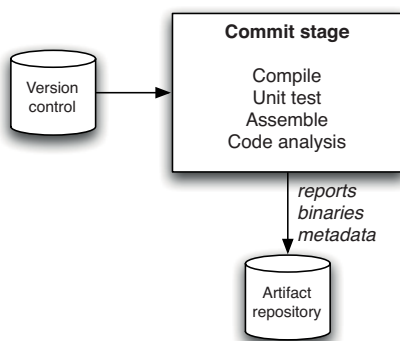 Commit stage
Compile
Unit test
Assemble
Code analysis
Version
control
reports
binaries
metadata
Artifact
repository